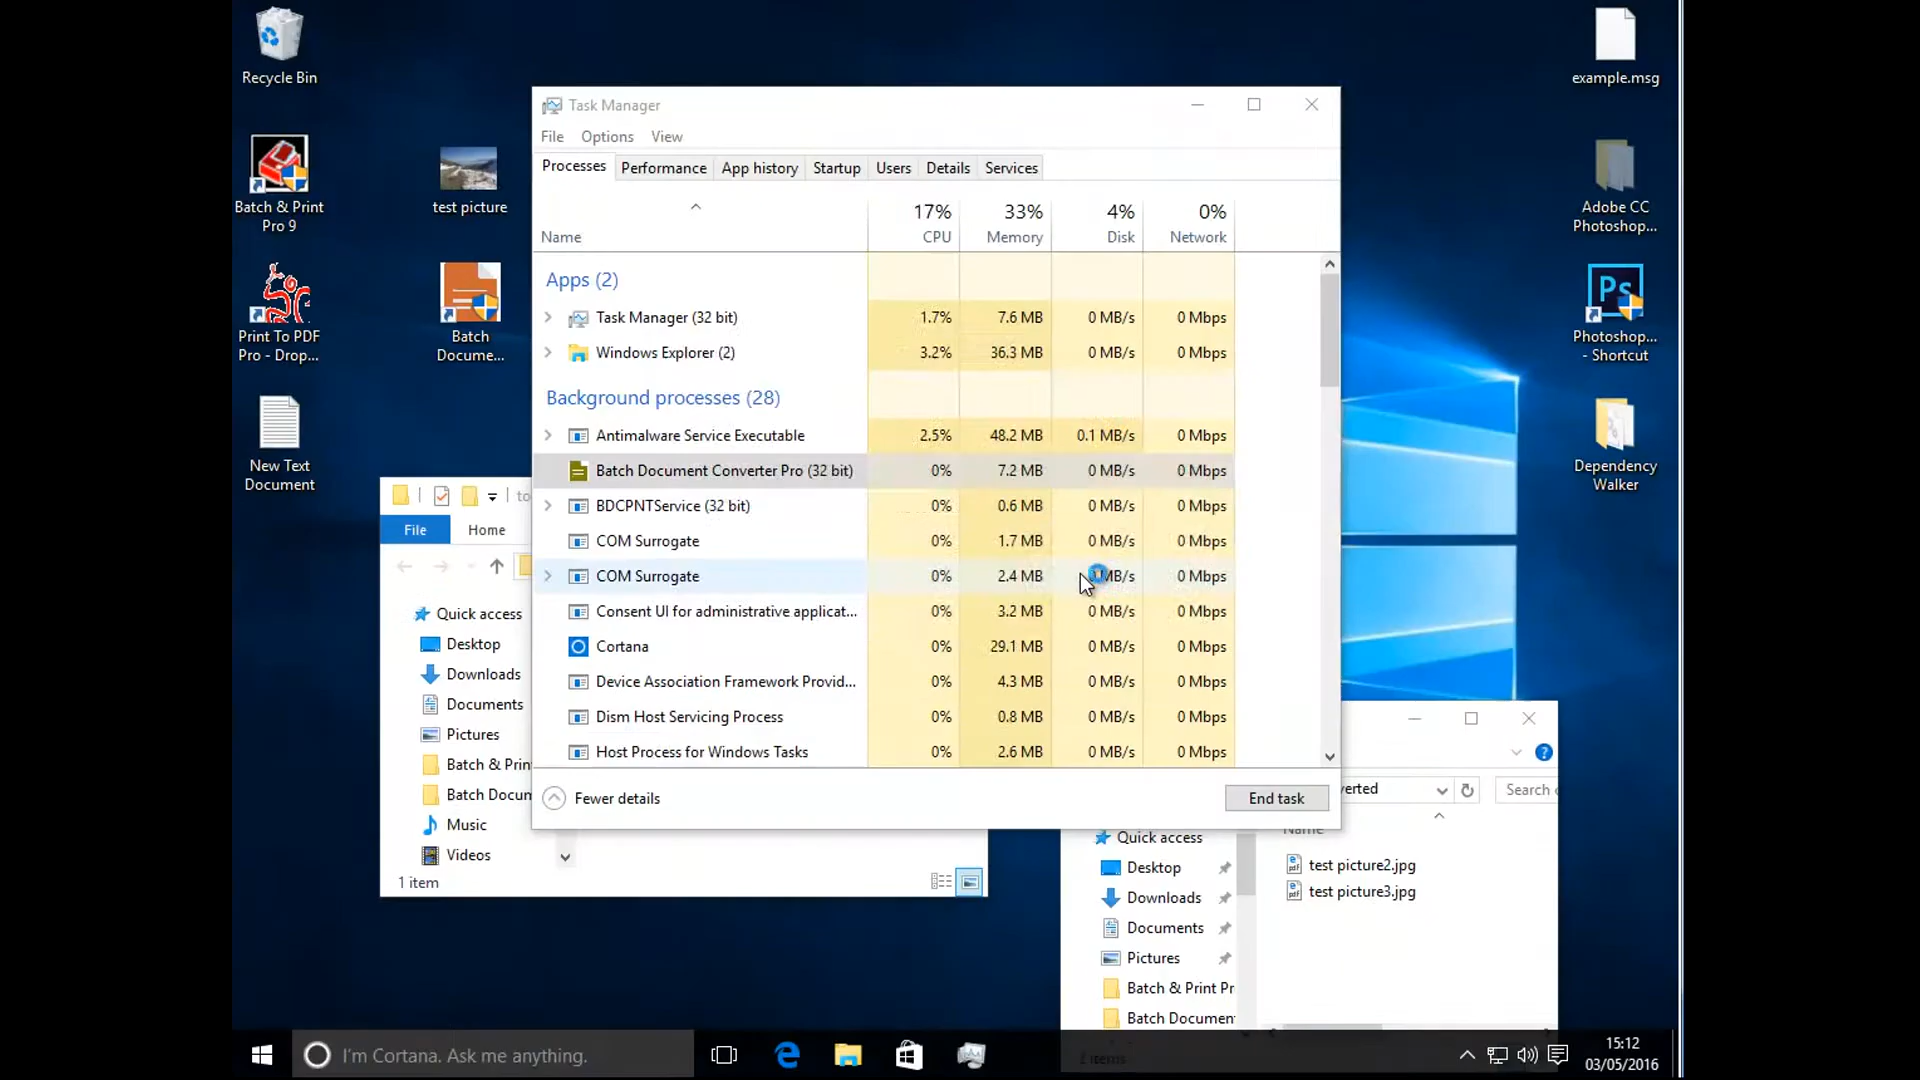 Recycle Bin
Batch & Print
Pro 9
Print To PDF
Pro - Drop...
New Text
Document
test picture
Batch
Docume...
example.msg
Adobe CC
Photoshop...
Ps
Photoshop...
- Shortcut
Dependency
Walker
Task Manager
File Options View
Processes Performance App history Startup Users Details Services
17% 33% 4% 0%
Name CPU Memory Disk Network
Apps (2)
Task Manager (32 bit) 1.7% 7.6 MB 0 MB/s 0 Mbps
Windows Explorer (2) 3.2% 36.3 MB 0 MB/s 0 Mbps
Background processes (28)
Antimalware Service Executable 2.5% 48.2 MB 0.1 MB/s 0 Mbps
Batch Document Converter Pro (32 bit) 0% 7.2 MB 0 MB/s 0 Mbps
BDCPNTService (32 bit) 0% 0.6 MB 0 MB/s 0 Mbps
COM Surrogate 0% 1.7 MB 0 MB/s 0 Mbps
COM Surrogate 0% 2.4 MB MB/s 0 Mbps
Consent UI for administrative applicat... 0% 3.2 MB 0 MB/s 0 Mbps
Cortana 0% 29.1 MB 0 MB/s 0 Mbps
Device Association Framework Provid... 0% 4.3 MB 0 MB/s 0 Mbps
Dism Host Servicing Process 0% 0.8 MB 0 MB/s 0 Mbps
Host Process for Windows Tasks 0% 2.6 MB 0 MB/s 0 Mbps
Fewer details End task
to
File Home
Quick access
Desktop
Downloads
Documents
Pictures
Batch & Prin
Batch Docun
Music
Videos
1 item
verted Search
Name
Quick access
Desktop
Downloads
Documents
Pictures
Batch & Print Pr
Batch Document
test picture2.jpg
test picture3.jpg
2 items
I'm Cortana. Ask me anything.
15:12
03/05/2016